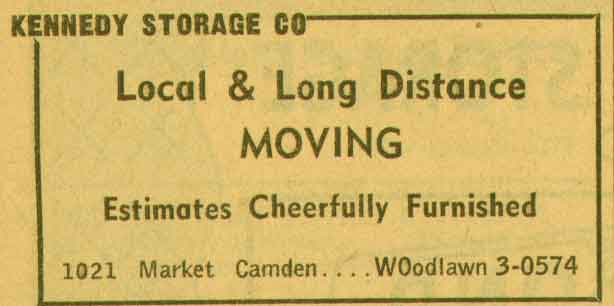 KENNEDY STORAGE CO
Local & Long Distance
MOVING
Estimates Cheerfully Furnished
1021 Market Camden....WOodlawn 3-0574